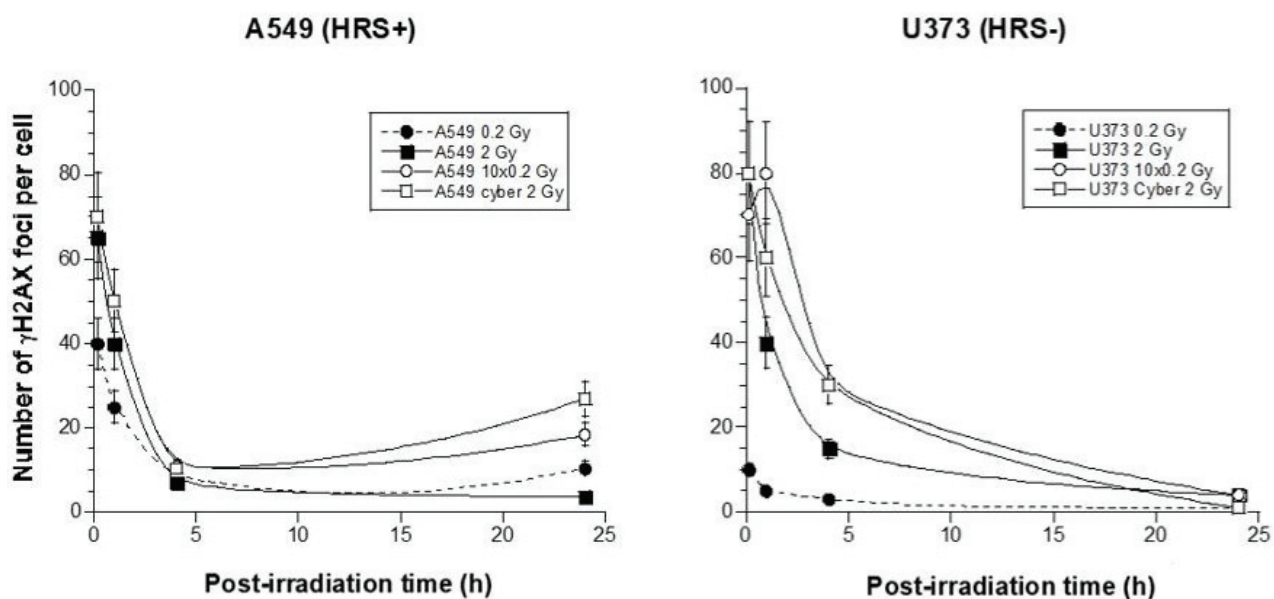 A549 (HRS+)
Number of γH2AX foci per cell
100
80
60
40
20
0
A549 0.2 Gy
A549 2 Gy
A549 10x0.2 Gy
A549 cyber 2 Gy
0 5 10 15 20 25
Post-irradiation time (h)
U373 (HRS-)
100
80
60
40
20
0
U373 0.2 Gy
U373 2 Gy
U373 10x0.2 Gy
U373 Cyber 2 Gy
0 5 10 15 20 25
Post-irradiation time (h)